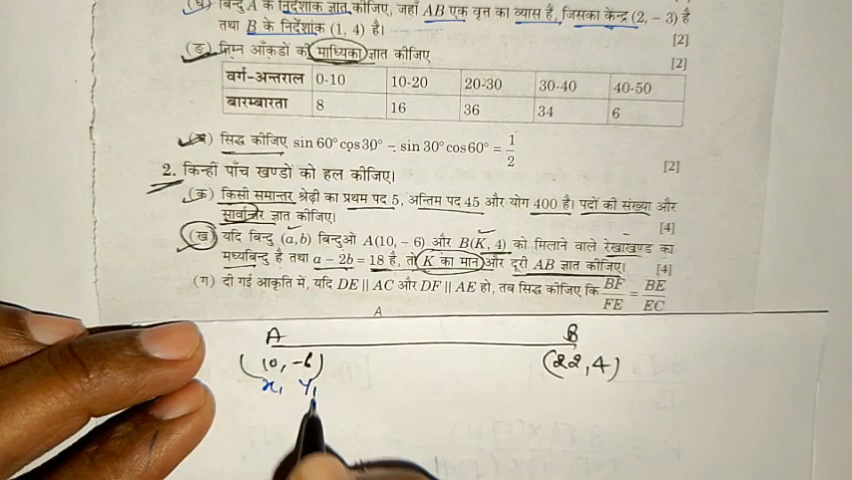 (घ) बिन्दु A के निर्देशांक ज्ञात कीजिए, जहाँ AB एक वृत्त का व्यास है, जिसका केन्द्र (2, – 3) है
तथा B के निर्देशांक (1, 4) है। [2]
(ङ) निम्न आँकडों की माध्यिका ज्ञात कीजिए [2]
वर्ग-अन्तराल 0-10 10-20 20-30 30-40 40-50
बारम्बारता 8 16 36 34 6
सिद्ध कीजिए sin 60° cos 30° – sin 30° cos 60° = 1/2 [2]
2. किन्हीं पाँच खण्डों को हल कीजिए।
(क) किसी समान्तर श्रेढ़ी का प्रथम पद 5, अन्तिम पद 45 और योग 400 है। पदों की संख्या और
सार्वान्तर ज्ञात कीजिए। [4]
(ख) यदि बिन्दु (a, b) बिन्दुओं A(10, – 6) और B(K, 4) को मिलाने वाले रेखाखण्ड का
मध्यबिन्दु है तथा a – 2b = 18 है, तो K का मान और दूरी AB ज्ञात कीजिए। [4]
(ग) दी गई आकृति में, यदि DE || AC और DF || AE हो, तब सिद्ध कीजिए कि BF/FE = BE/EC
A
A B
(10, –6) (22, 4)
x₁ y₁